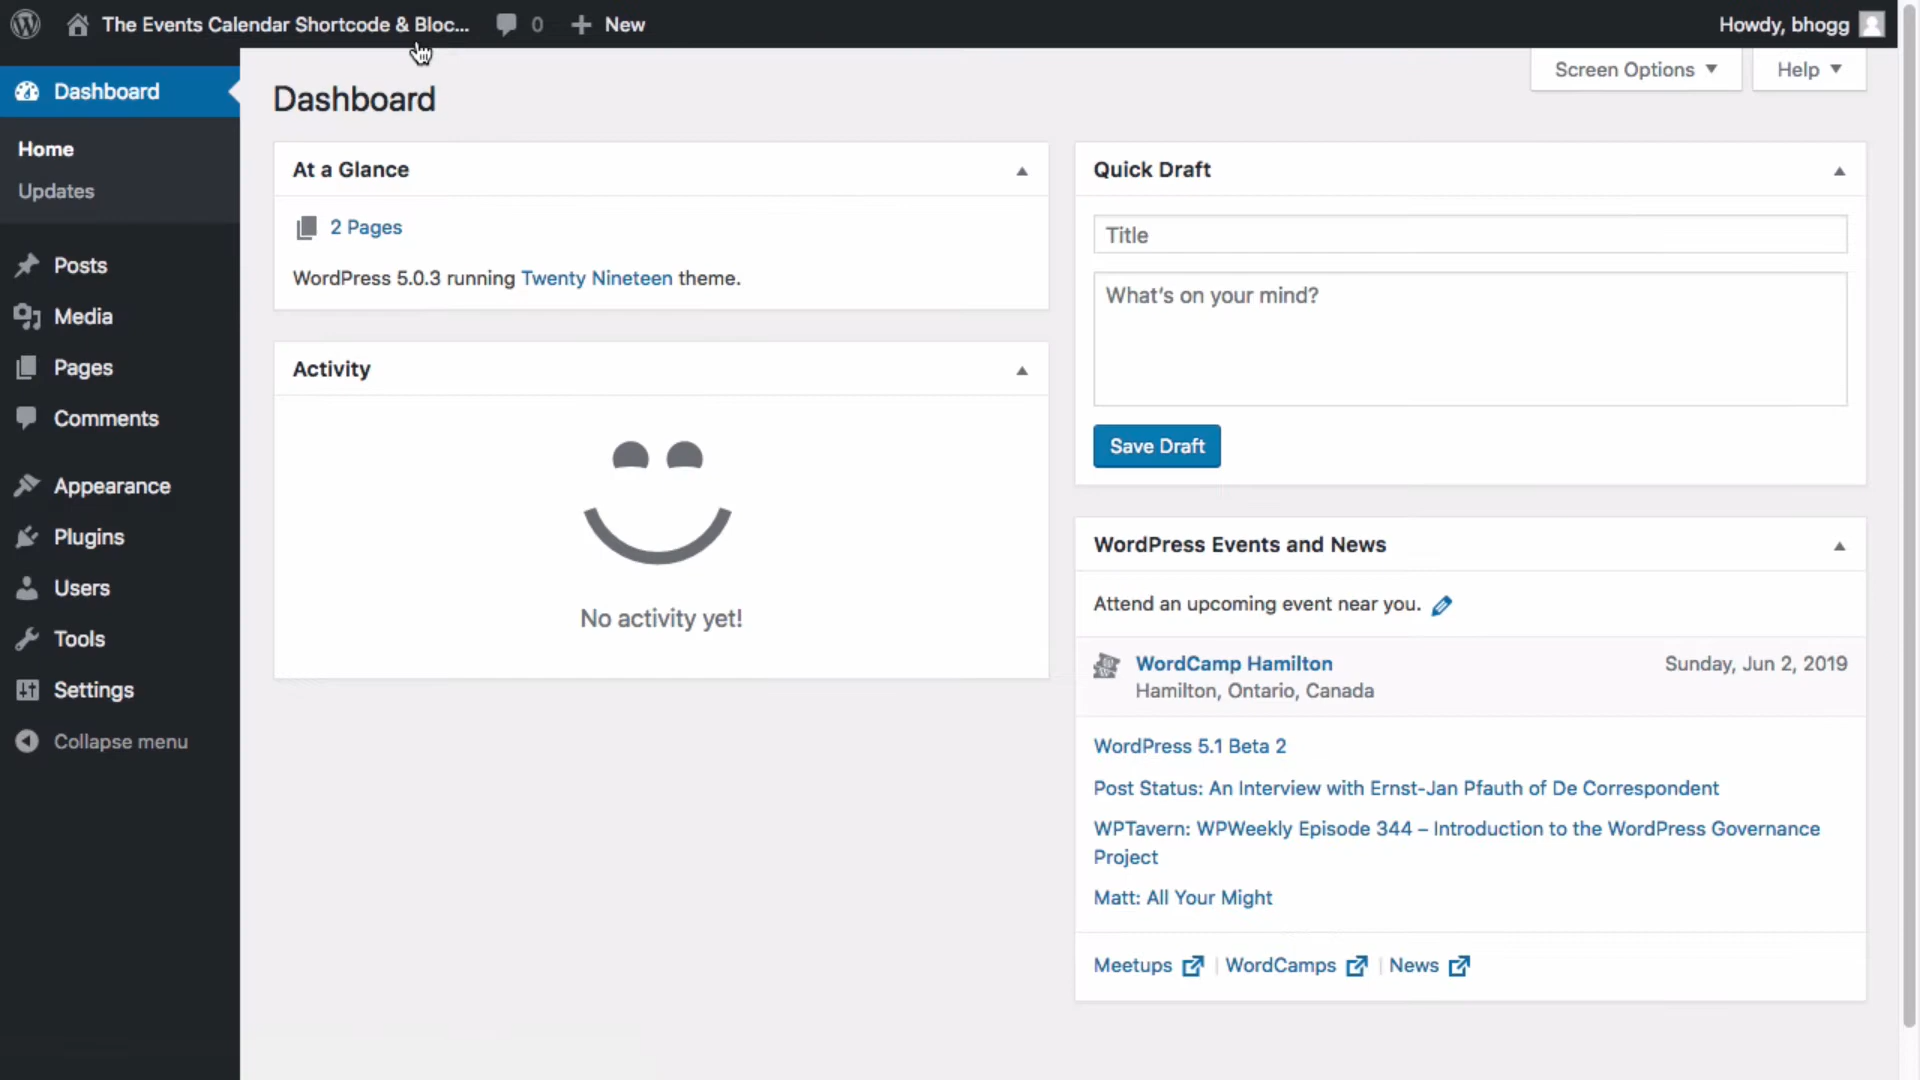 The Events Calendar Shortcode & Bloc... 0 New Howdy, bhogg
Screen Options Help
Dashboard
Home
Updates
Posts
Media
Pages
Comments
Appearance
Plugins
Users
Tools
Settings
Collapse menu
Dashboard
At a Glance
2 Pages
WordPress 5.0.3 running Twenty Nineteen theme.
Activity
No activity yet!
Quick Draft
Title
What's on your mind?
Save Draft
WordPress Events and News
Attend an upcoming event near you.
WordCamp Hamilton Sunday, Jun 2, 2019
Hamilton, Ontario, Canada
WordPress 5.1 Beta 2
Post Status: An Interview with Ernst-Jan Pfauth of De Correspondent
WPTavern: WPWeekly Episode 344 – Introduction to the WordPress Governance
Project
Matt: All Your Might
Meetups | WordCamps | News